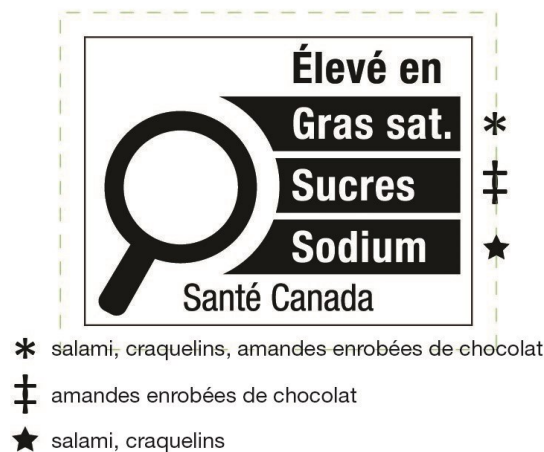 Élevé en
Gras sat. *
Sucres ‡
Sodium ★
Santé Canada
* salami, craquelins, amandes enrobées de chocolat
‡ amandes enrobées de chocolat
★ salami, craquelins